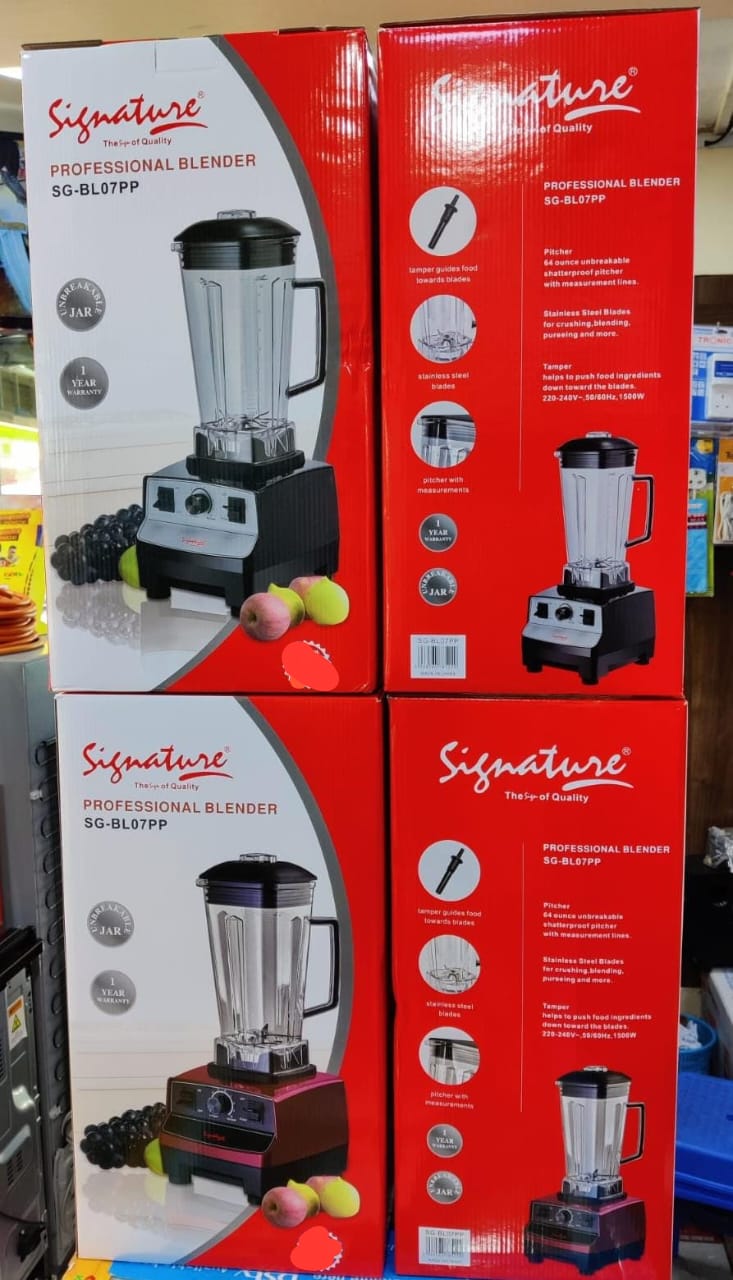 Signature®
The Sign of Quality
PROFESSIONAL BLENDER
SG-BL07PP
UNBREAKABLE
JAR
1
YEAR
WARRANTY
Signature®
of Quality
PROFESSIONAL BLENDER
SG-BL07PP
tamper guides food
towards blades
stainless steel
blades
pitcher with
measurements
1
YEAR
WARRANTY
UNBREAKABLE
JAR
SG-BL07PP
Pitcher
64 ounce unbreakable
shatterproof pitcher
with measurement lines.
Stainless Steel Blades
for crushing,blending,
pureeing and more.
Tamper
helps to push food ingredients
down toward the blades.
220-240V~,50/60Hz,1500W
TRONIC
Signature®
The Sign of Quality
PROFESSIONAL BLENDER
SG-BL07PP
UNBREAKABLE
JAR
1
YEAR
WARRANTY
Signature®
The Sign of Quality
PROFESSIONAL BLENDER
SG-BL07PP
tamper guides food
towards blades
stainless steel
blades
pitcher with
measurements
1
YEAR
WARRANTY
UNBREAKABLE
JAR
SG-BL07PP
Pitcher
64 ounce unbreakable
shatterproof pitcher
with measurement lines.
Stainless Steel Blades
for crushing,blending,
pureeing and more.
Tamper
helps to push food ingredients
down toward the blades.
220-240V~,50/60Hz,1500W